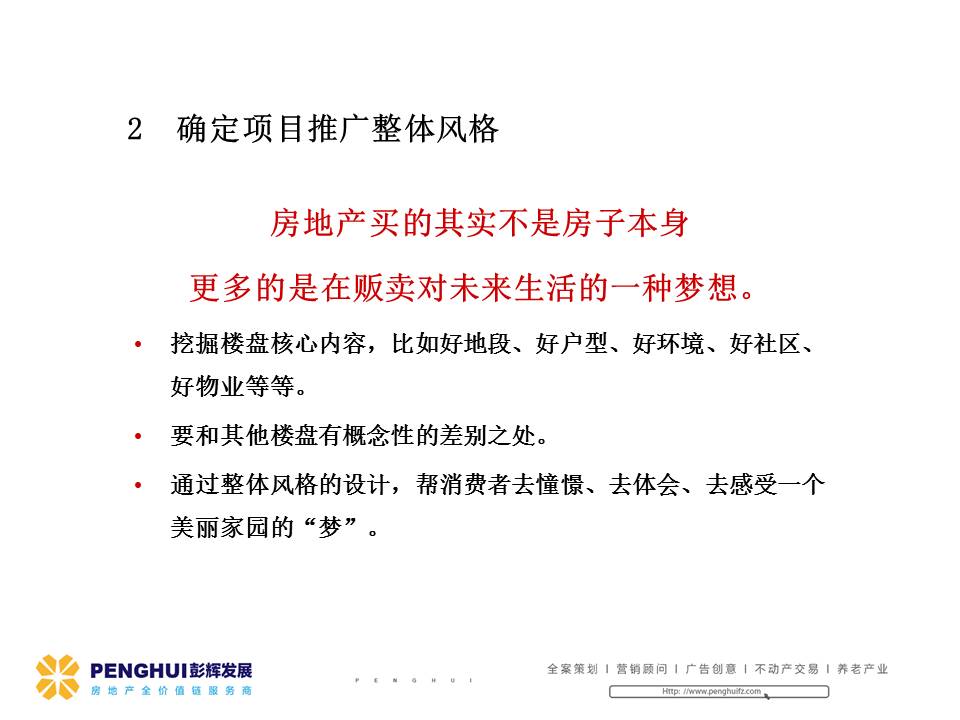 2 确定项目推广整体风格
房地产买的其实不是房子本身
更多的是在贩卖对未来生活的一种梦想。
• 挖掘楼盘核心内容，比如好地段、好户型、好环境、好社区、
好物业等等。
• 要和其他楼盘有概念性的差别之处。
• 通过整体风格的设计，帮消费者去憧憬、去体会、去感受一个
美丽家园的“梦”。
PENGHUI彭辉发展
房地产全价值链服务商
PENGHUI
全案策划 | 营销顾问 | 广告创意 | 不动产交易 | 养老产业
Http: //www.penghuifz.com